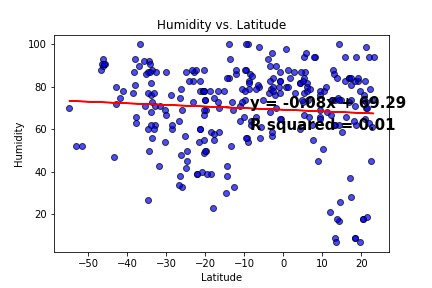 Humidity vs. Latitude
100
80
60
40
20
Humidity
y = -0.08x + 69.29
R squared = 0.01
−50 −40 −30 −20 −10 0 10 20
Latitude